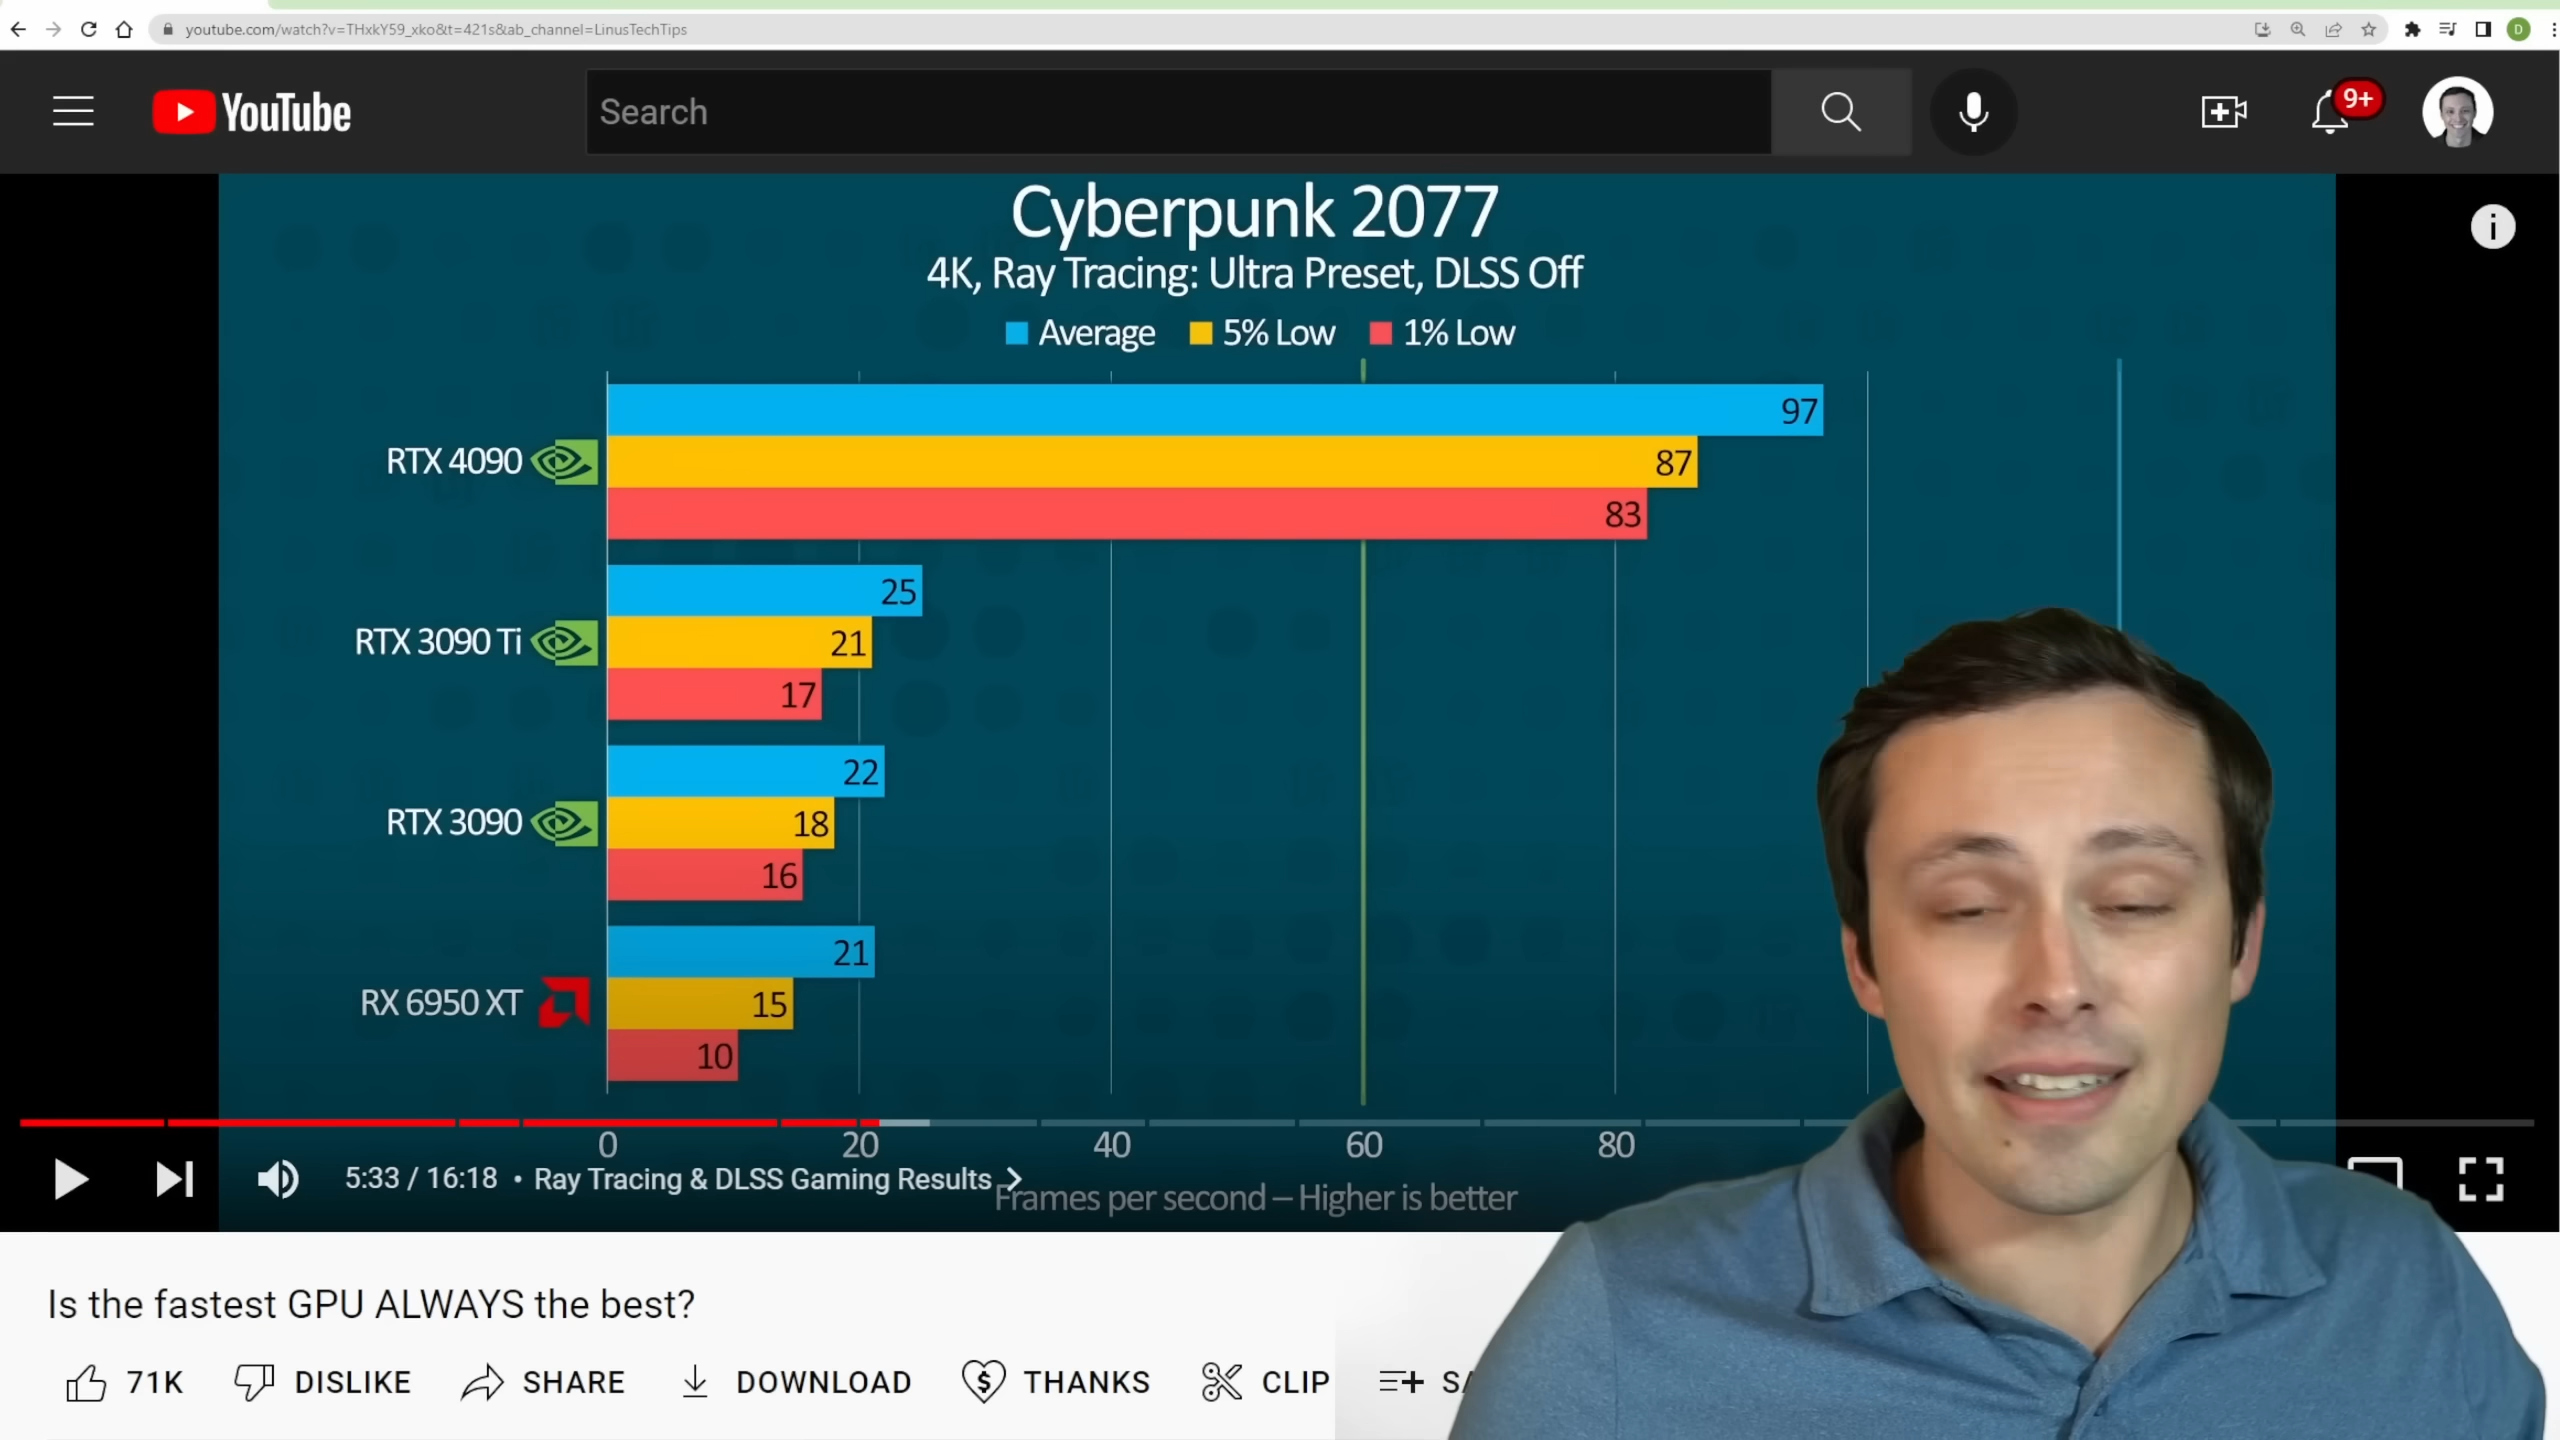 youtube.com/watch?v=THxkY59_xko&t=421s&ab_channel=LinusTechTips
D
YouTube
Search
9+
Cyberpunk 2077
4K, Ray Tracing: Ultra Preset, DLSS Off
Average 5% Low 1% Low
97
RTX 4090
87
83
25
RTX 3090 Ti
21
17
22
RTX 3090
18
16
21
RX 6950 XT
15
10
0 20 40 60 80
5:33 / 16:18 • Ray Tracing & DLSS Gaming Results
Frames per second – Higher is better
Is the fastest GPU ALWAYS the best?
71K DISLIKE SHARE DOWNLOAD THANKS CLIP